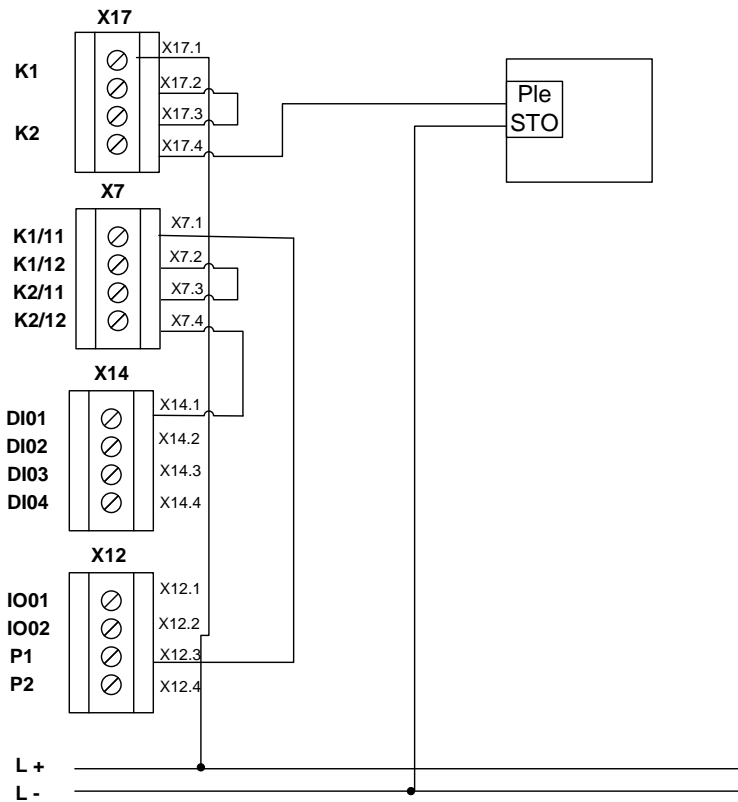 X17
X17.1
K1
X17.2
X17.3
K2
X17.4
Ple
STO
X7
X7.1
K1/11
X7.2
K1/12
X7.3
K2/11
X7.4
K2/12
X14
X14.1
DI01
X14.2
DI02
X14.3
DI03
X14.4
DI04
X12
X12.1
IO01
X12.2
IO02
X12.3
P1
X12.4
P2
L +
L -